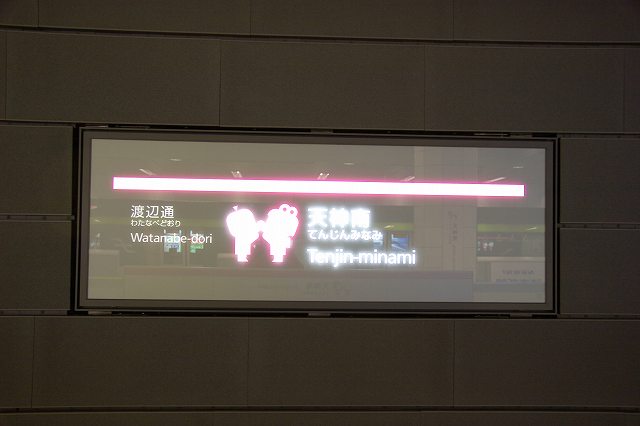 渡辺通
わたなべどおり
Watanabe-dori
天神南
てんじんみなみ
Tenjin-minami